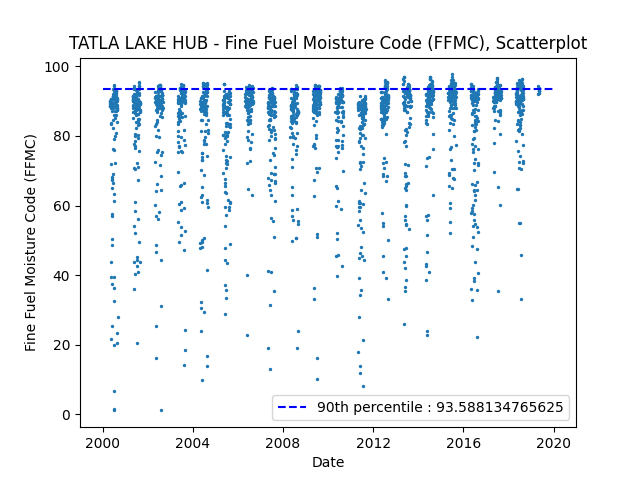 TATLA LAKE HUB - Fine Fuel Moisture Code (FFMC), Scatterplot
100
80
60
40
20
0
Fine Fuel Moisture Code (FFMC)
90th percentile : 93.588134765625
2000 2004 2008 2012 2016 2020
Date